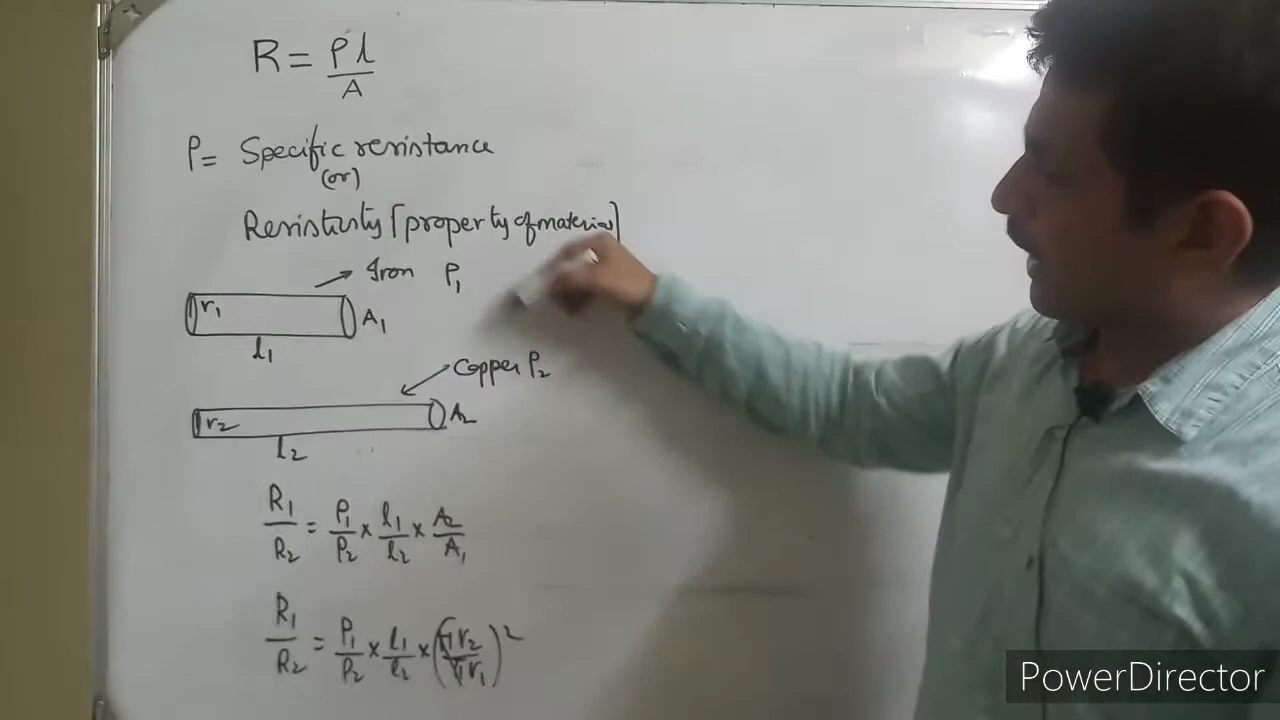 R = ρl/A
ρ = Specific resistance
(or)
Resistivity [property of material]
Iron ρ₁
r₁ A₁
l₁
Copper ρ₂
r₂ A₂
l₂
R₁/R₂ = ρ₁/ρ₂ × l₁/l₂ × A₂/A₁
R₁/R₂ = ρ₁/ρ₂ × l₁/l₂ × (πr₂/πr₁)²
PowerDirector